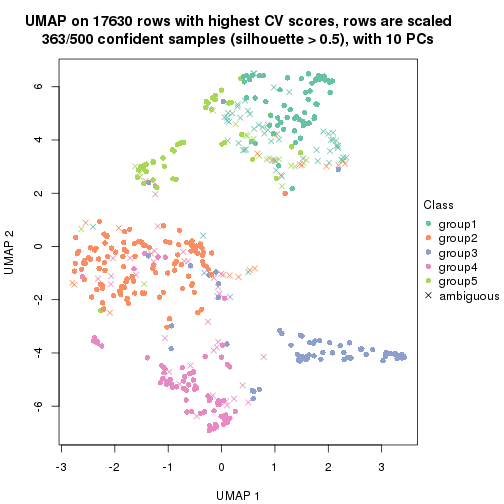 UMAP on 17630 rows with highest CV scores, rows are scaled
363/500 confident samples (silhouette > 0.5), with 10 PCs
6
4
2
0
-2
-4
-6
UMAP 2
-3
-2
-1
0
1
2
3
UMAP 1
Class
group1
group2
group3
group4
group5
ambiguous